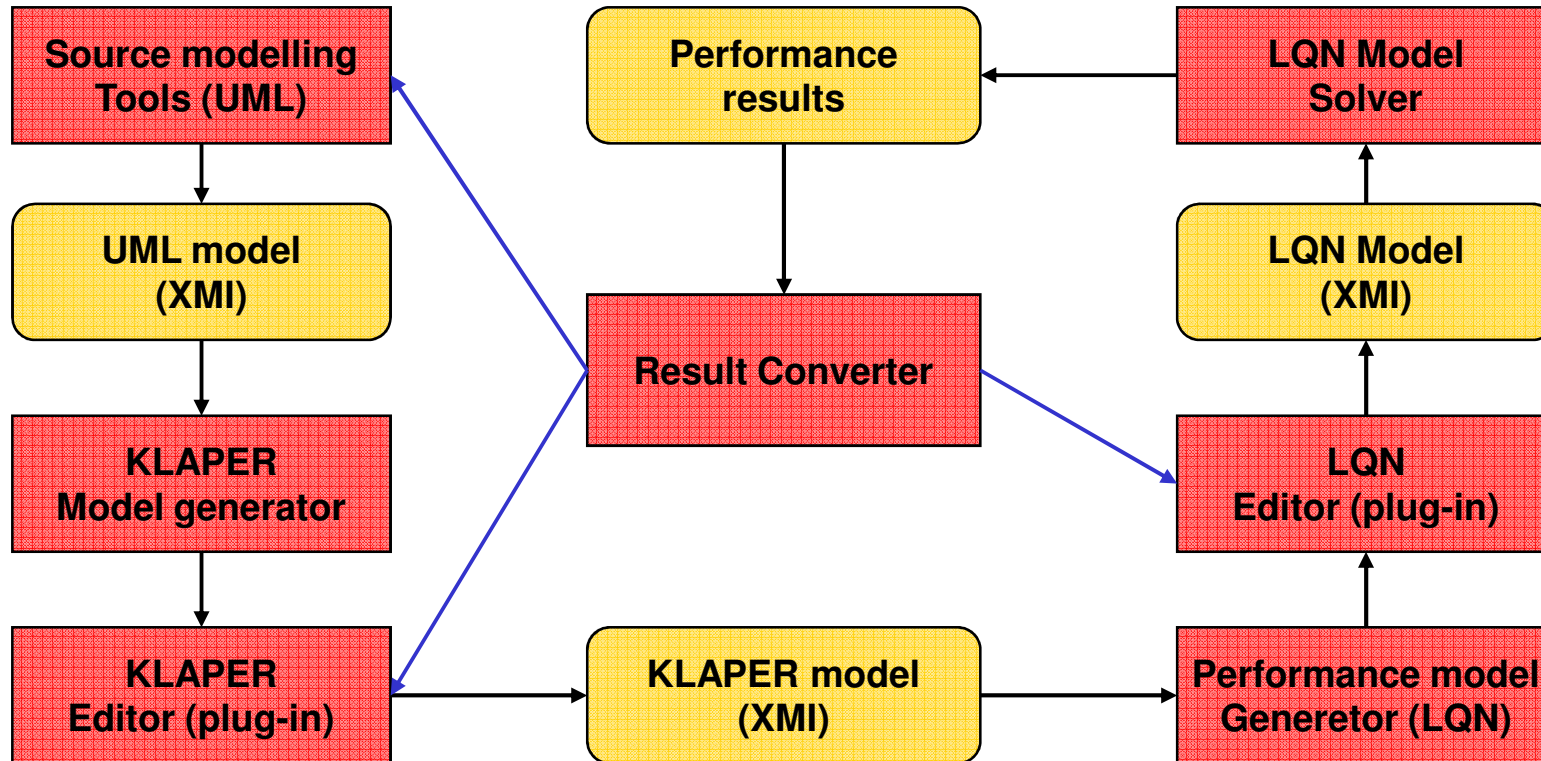 Source modelling
Tools (UML)
Performance
results
LQN Model
Solver
UML model
(XMI)
LQN Model
(XMI)
Result Converter
KLAPER
Model generator
LQN
Editor (plug-in)
KLAPER
Editor (plug-in)
KLAPER model
(XMI)
Performance model
Generetor (LQN)